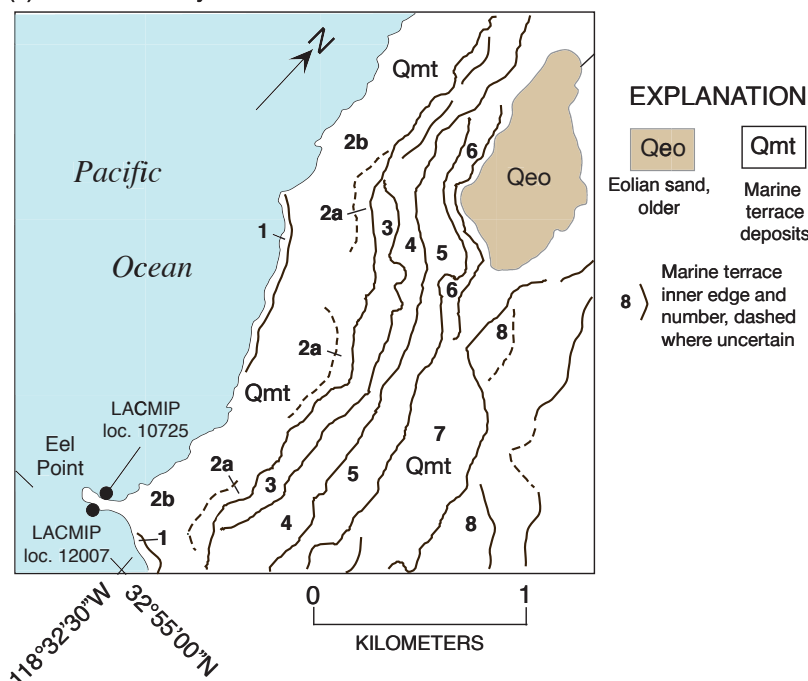 N
Qmt
2b
Pacific
Ocean
6
Qeo
2a
1
3
4
5
6
2a
8
Qmt
LACMIP
loc. 10725
Eel
Point
7
Qmt
2a
3
5
2b
4
8
1
LACMIP
loc. 12007
118°32'30"W
32°55'00"N
0
1
KILOMETERS
EXPLANATION
Qeo
Eolian sand,
older
Qmt
Marine
terrace
deposits
8
Marine terrace
inner edge and
number, dashed
where uncertain